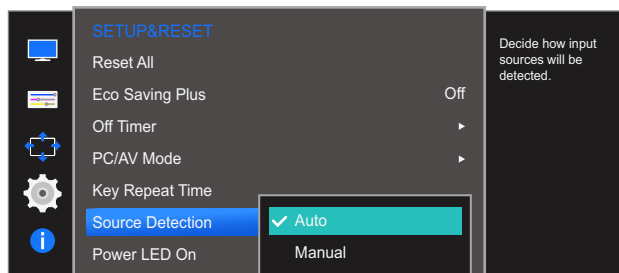 SETUP&RESET
Reset All
Eco Saving Plus Off
Off Timer
PC/AV Mode
Key Repeat Time
Source Detection Auto
Power LED On Manual
Decide how input
sources will be
detected.